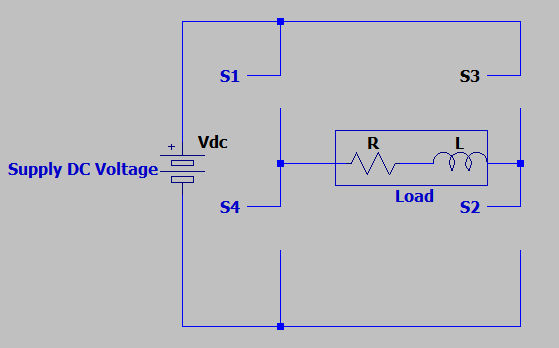 S1
S3
+
Vdc
Supply DC Voltage
R
L
Load
S4
S2